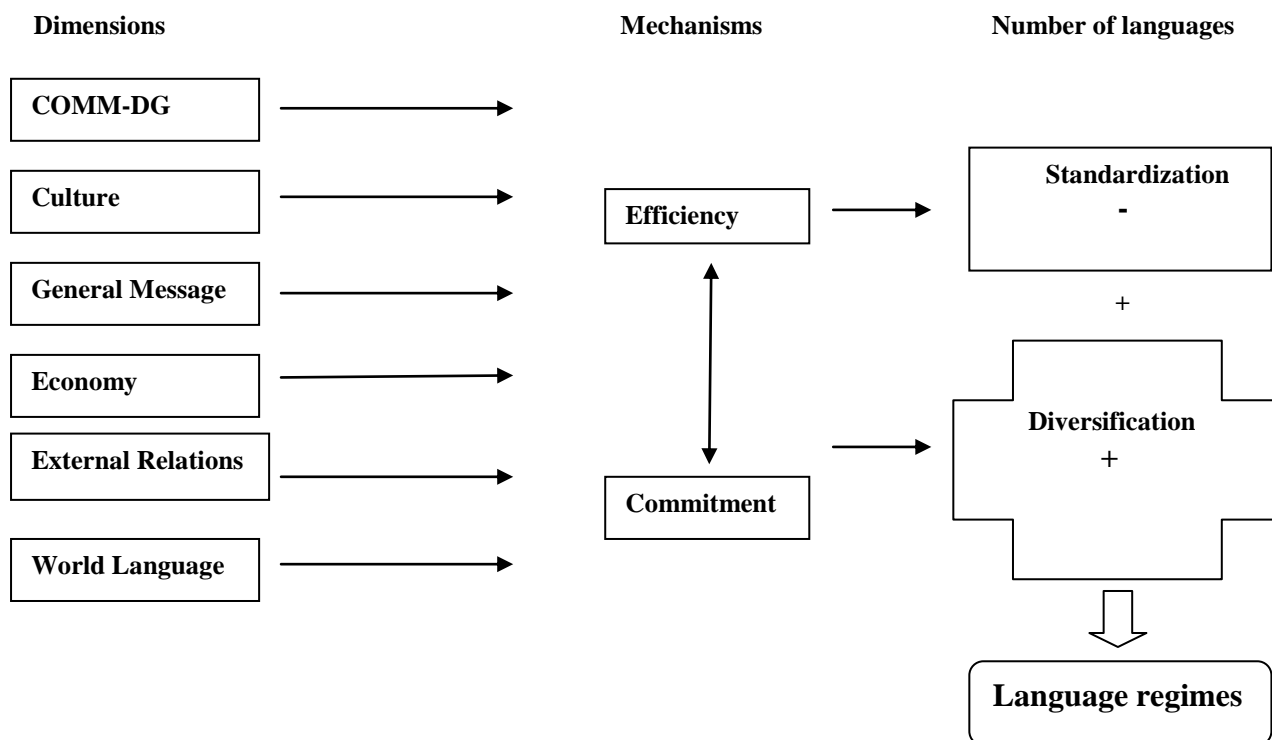 Dimensions
Mechanisms
Number of languages
COMM-DG
Culture
General Message
Economy
External Relations
World Language
Efficiency
Commitment
Standardization
-
+
Diversification
+
Language regimes